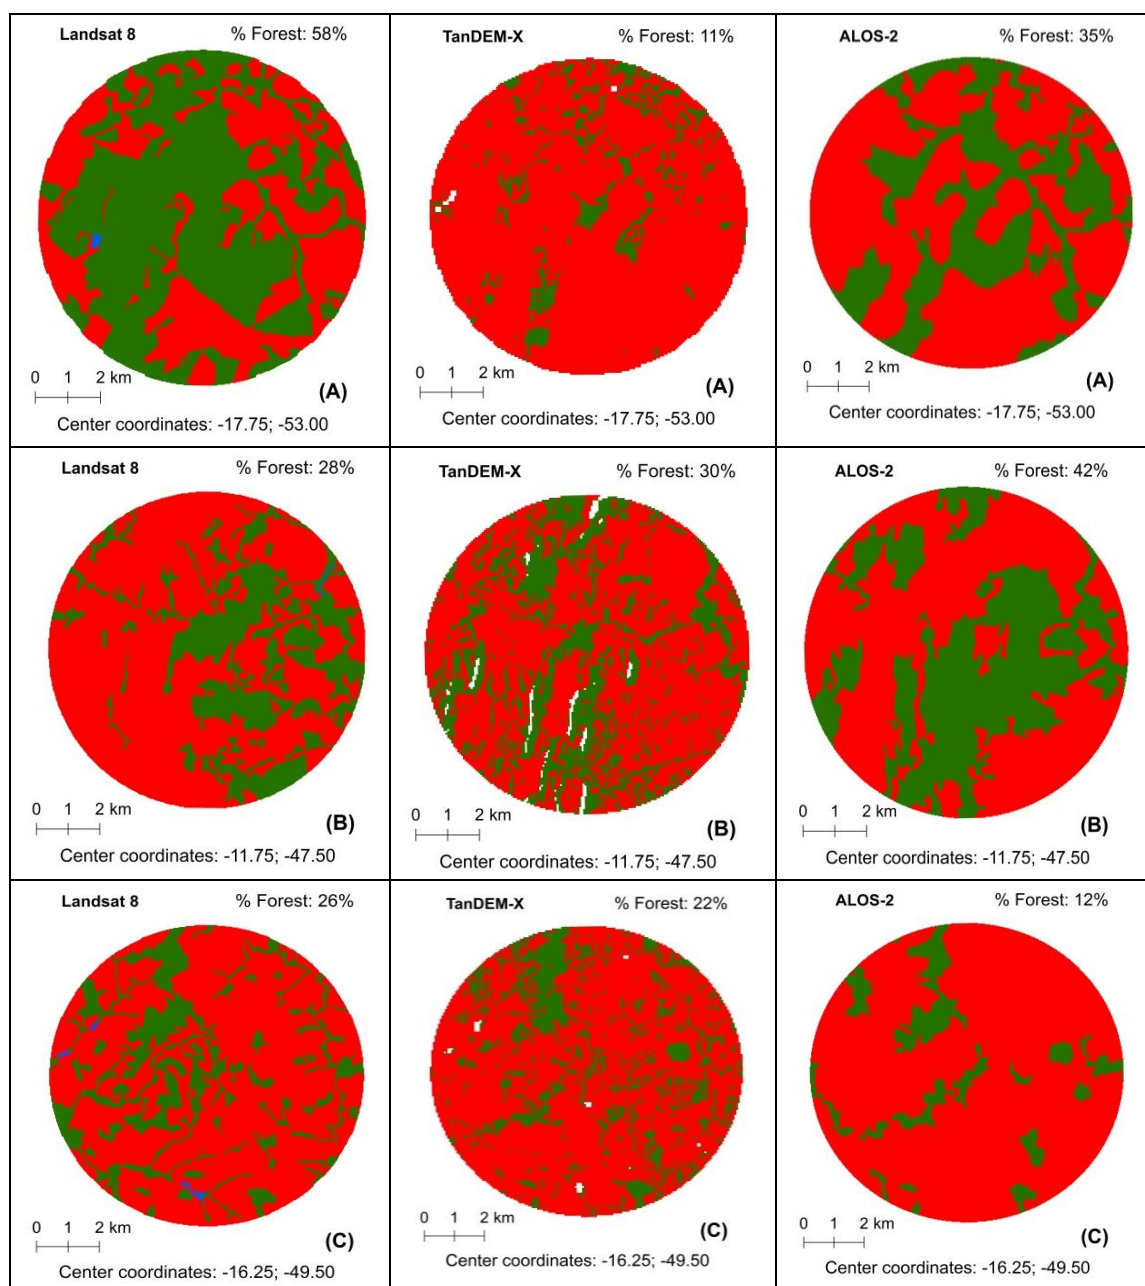 Landsat 8 % Forest: 58%
0 1 2 km
(A)
Center coordinates: -17.75; -53.00
TanDEM-X % Forest: 11%
0 1 2 km
(A)
Center coordinates: -17.75; -53.00
ALOS-2 % Forest: 35%
0 1 2 km
(A)
Center coordinates: -17.75; -53.00
Landsat 8 % Forest: 28%
0 1 2 km
(B)
Center coordinates: -11.75; -47.50
TanDEM-X % Forest: 30%
0 1 2 km
(B)
Center coordinates: -11.75; -47.50
ALOS-2 % Forest: 42%
0 1 2 km
(B)
Center coordinates: -11.75; -47.50
Landsat 8 % Forest: 26%
0 1 2 km
(C)
Center coordinates: -16.25; -49.50
TanDEM-X % Forest: 22%
0 1 2 km
(C)
Center coordinates: -16.25; -49.50
ALOS-2 % Forest: 12%
0 1 2 km
(C)
Center coordinates: -16.25; -49.50